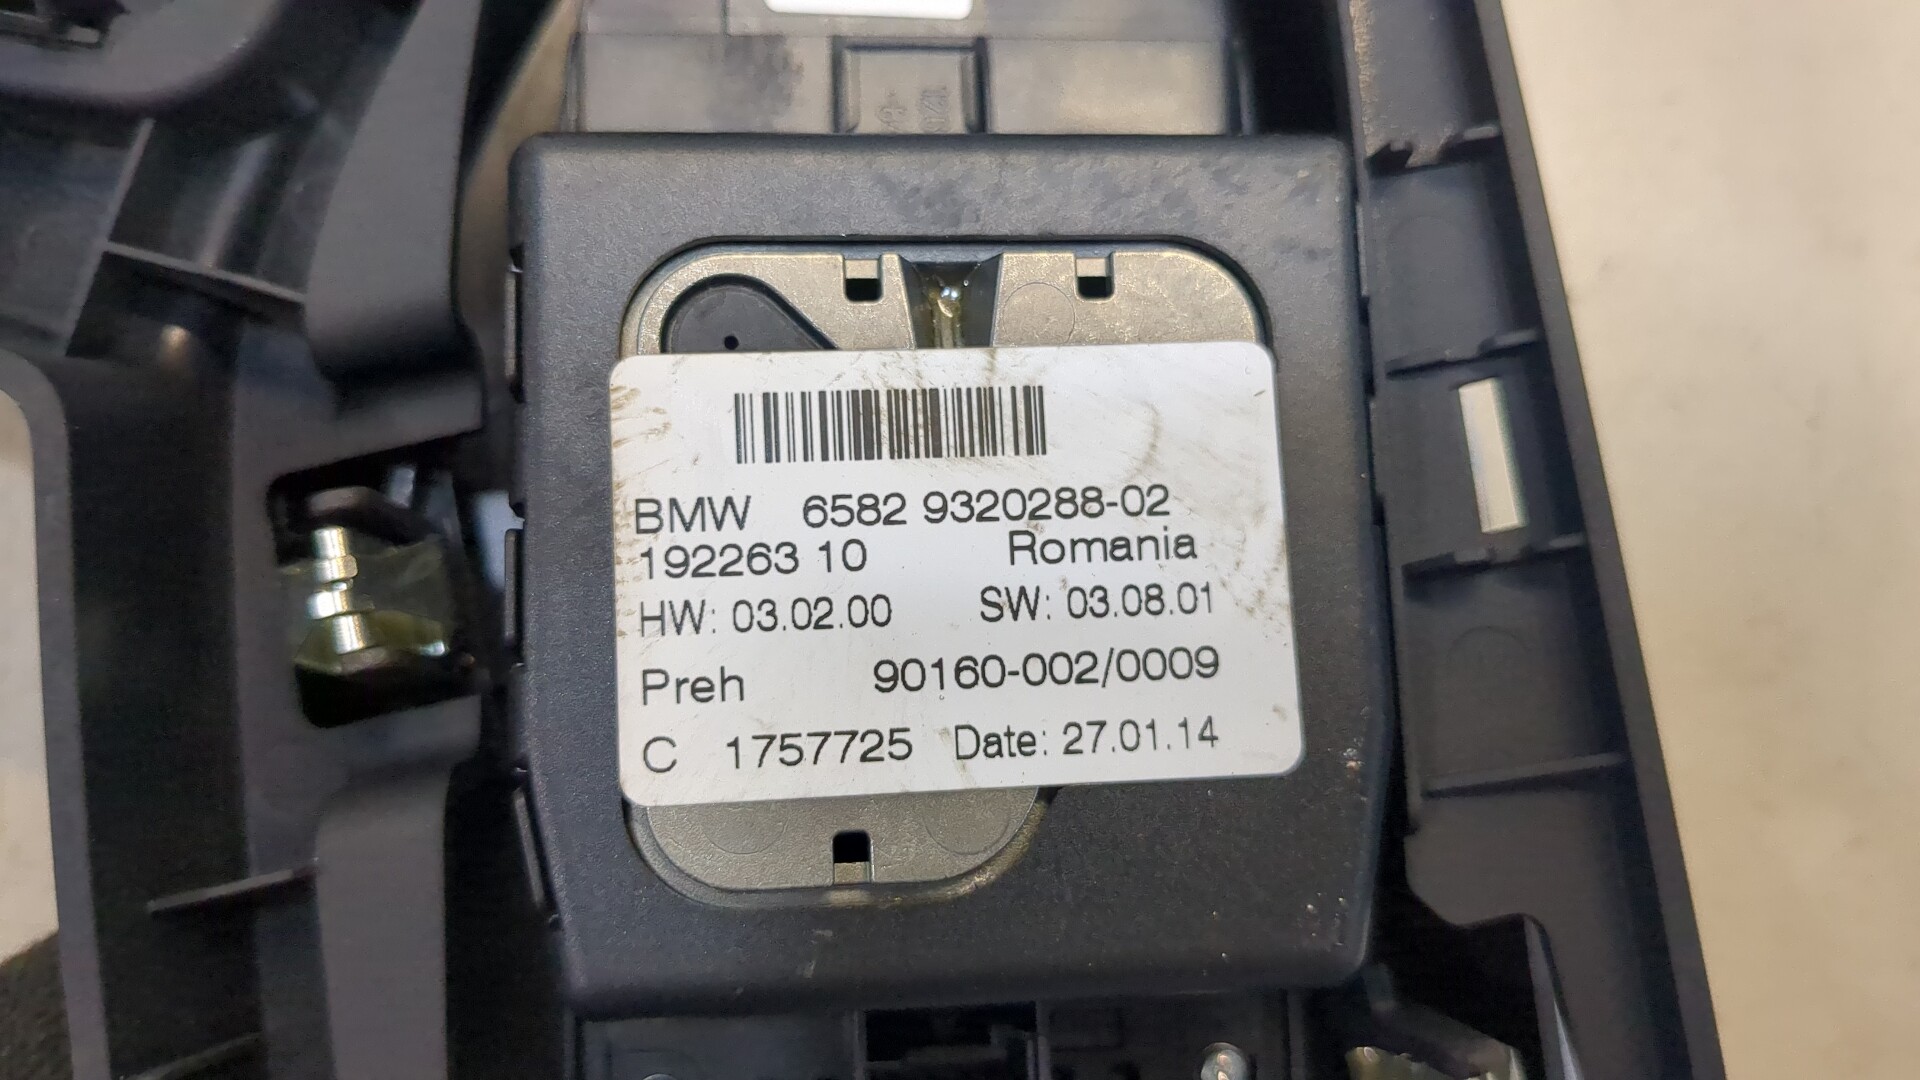 BMW 6582 9320288-02
192263 10 Romania
HW: 03.02.00 SW: 03.08.01
Preh 90160-002/0009
C 1757725 Date: 27.01.14